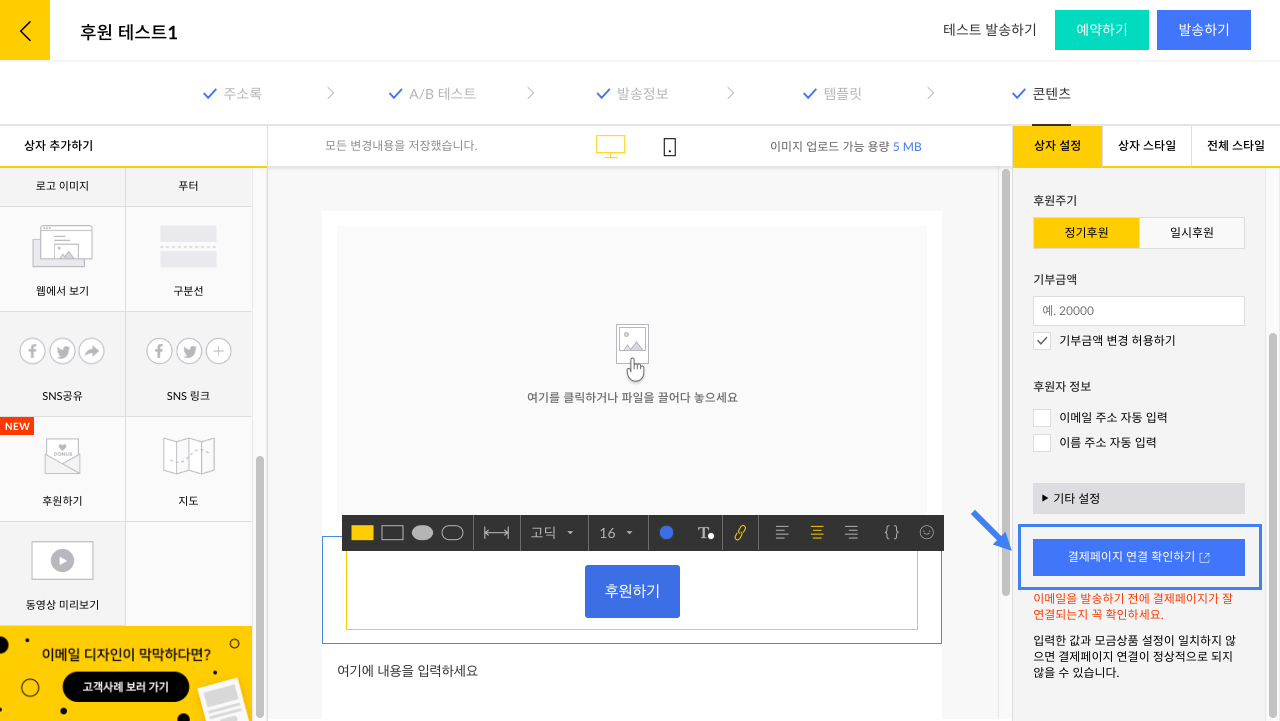 후원 테스트1
테스트 발송하기
예약하기
발송하기
주소록
A/B 테스트
발송정보
템플릿
콘텐츠
상자 추가하기
모든 변경내용을 저장했습니다.
이미지 업로드 가능 용량 5 MB
상자 설정
상자 스타일
전체 스타일
로고 이미지
푸터
웹에서 보기
구분선
SNS공유
SNS 링크
NEW
DONUS
후원하기
지도
동영상 미리보기
이메일 디자인이 막막하다면?
고객사례 보러 가기
여기를 클릭하거나 파일을 끌어다 놓으세요
고딕
16
T
{ }
후원하기
여기에 내용을 입력하세요
후원주기
정기후원
일시후원
기부금액
예. 20000
기부금액 변경 허용하기
후원자 정보
이메일 주소 자동 입력
이름 주소 자동 입력
기타 설정
결제페이지 연결 확인하기
이메일을 발송하기 전에 결제페이지가 잘
연결되는지 꼭 확인하세요.
입력한 값과 모금상품 설정이 일치하지 않
으면 결제페이지 연결이 정상적으로 되지
않을 수 있습니다.